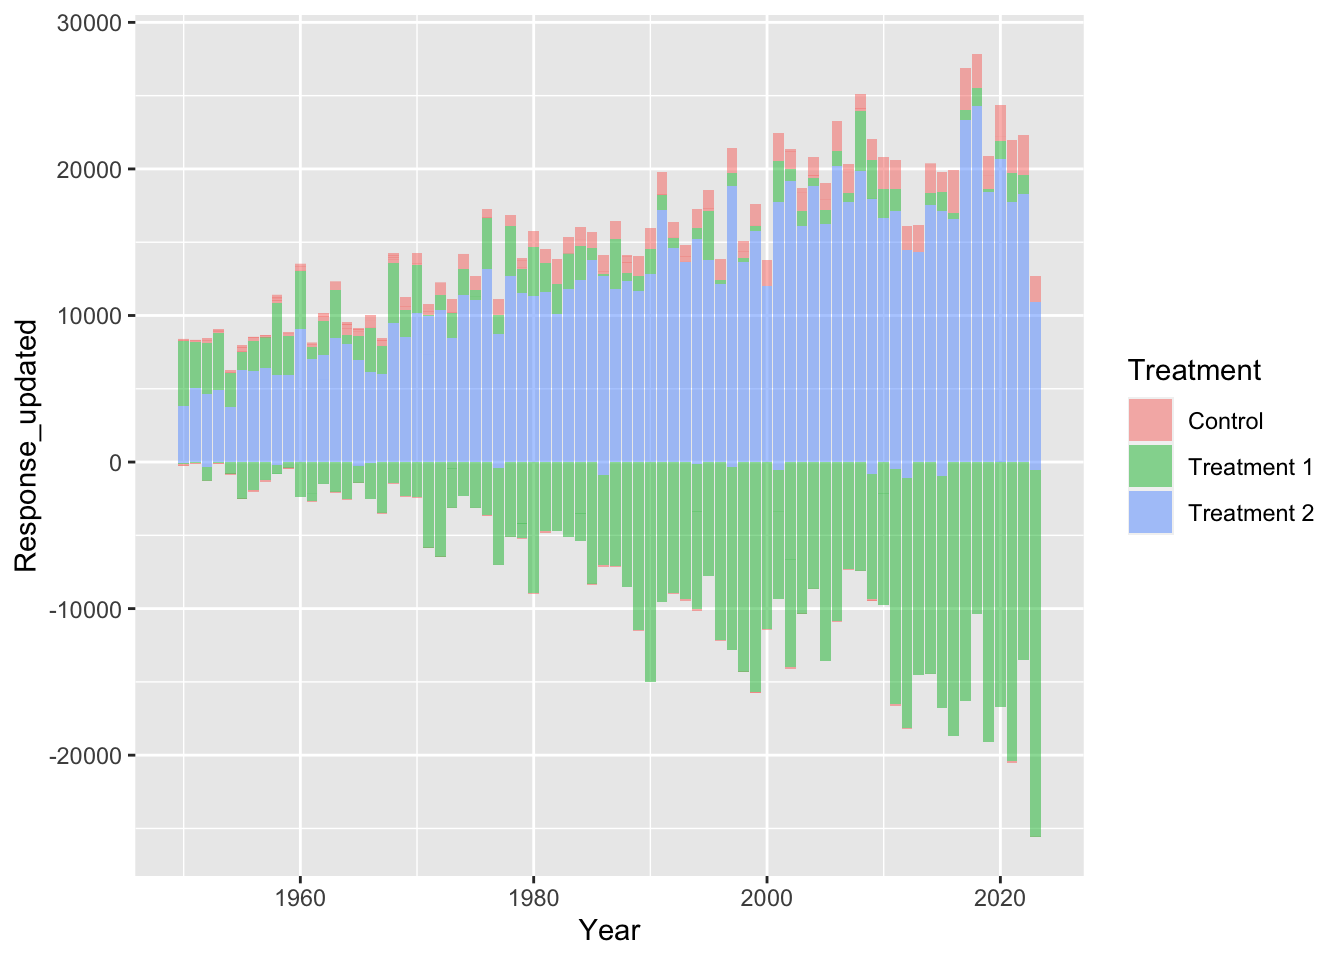 30000
20000
10000
0
-10000
-20000
Response_updated
1960
1980
2000
2020
Year
Treatment
Control
Treatment 1
Treatment 2